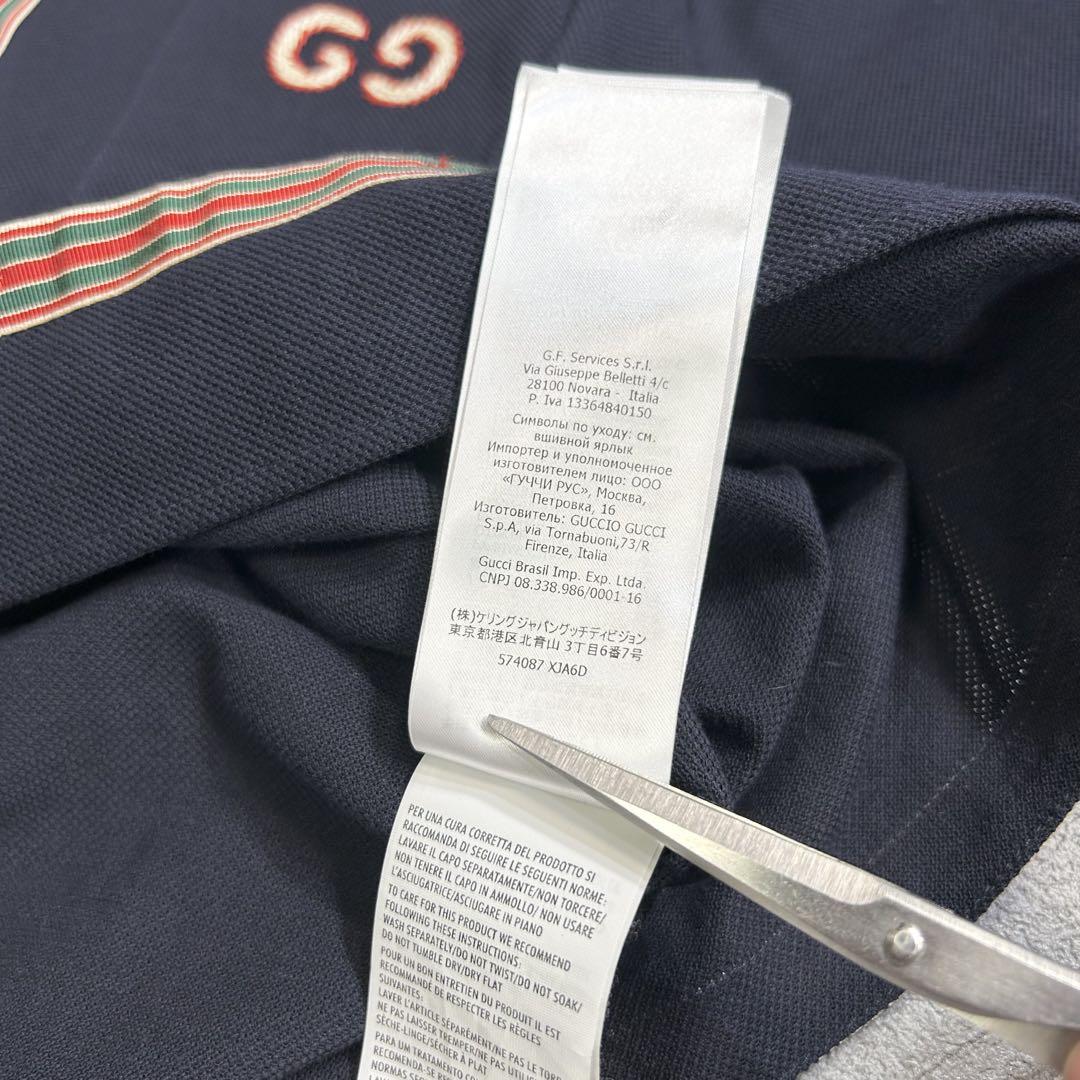 GG
G.F. Services S.r.l.
Via Giuseppe Belletti 4/c
28100 Novara - Italia
P. Iva 13364840150
Символы по уходу: см.
вшивной ярлык
Импортер и уполномоченное
изготовителем лицо: ООО
«ГУЧЧИ РУС», Москва,
Петровка, 16
Изготовитель: GUCCIO GUCCI
S.p.A, via Tornabuoni,73/R
Firenze, Italia
Gucci Brasil Imp. Exp. Ltda.
CNPJ 08.338.986/0001-16
(株)ケリングジャパングッチディビジョン
東京都港区北青山 3丁目6番7号
574087 XJA6D
PER UNA CURA CORRETTA DEL PRODOTTO SI
RACCOMANDA DI SEGUIRE LE SEGUENTI NORME:
LAVARE IL CAPO SEPARATAMENTE/NON TORCERE/
NON TENERE IL CAPO IN AMMOLLO/ NON USARE
L'ASCIUGATRICE/ASCIUGARE IN PIANO
TO CARE FOR THIS PRODUCT WE RECOMMEND
FOLLOWING THESE INSTRUCTIONS:
WASH SEPARATELY/DO NOT TWIST/DO NOT SOAK/
DO NOT TUMBLE DRY/DRY FLAT
POUR UN BON ENTRETIEN DU PRODUIT IL EST
RECOMMANDÉ DE RESPECTER LES RÈGLES
SUIVANTES:
LAVER L'ARTICLE SÉPARÉMENT/NE PAS LE TORD
NE PAS LAISSER TREMPER/NE PAS UTILIS
SÈCHE-LINGE/SÉCHER À PLAT
PARA UM TRATAMENTO CO
RECOMENDA-SE RE
NORMAS SE